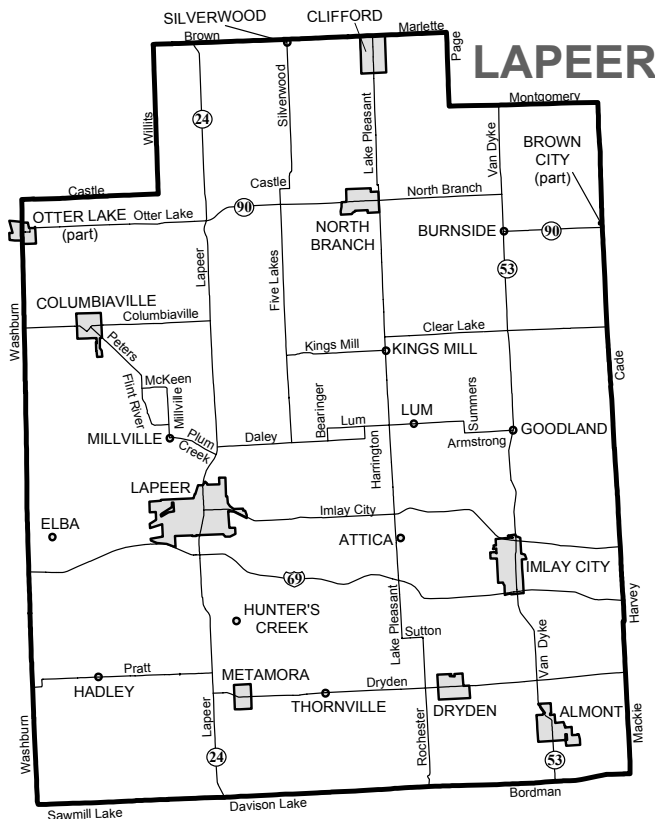 SILVERWOOD
CLIFFORD
Brown
Marlette
Page
LAPEER
Willits
24
Silverwood
Lake Pleasant
Montgomery
Van Dyke
BROWN
CITY
(part)
Castle
Castle
North Branch
OTTER LAKE
(part)
Otter Lake
90
NORTH
BRANCH
BURNSIDE
90
Lapeer
Five Lakes
53
COLUMBIAVILLE
Columbiaville
Washburn
Peters
Clear Lake
Kings Mill
KINGS MILL
Cade
McKeen
Flint River
Millville
Bearinger
Lum
LUM
Summers
MILLVILLE
Plum
Creek
Daley
Harrington
Armstrong
GOODLAND
LAPEER
Imlay City
ELBA
ATTICA
IMLAY CITY
69
Harvey
HUNTER'S
CREEK
Lake Pleasant
Sutton
Van Dyke
Pratt
HADLEY
METAMORA
Dryden
THORNVILLE
DRYDEN
ALMONT
Washburn
Lapeer
Rochester
Mackie
24
53
Sawmill Lake
Davison Lake
Bordman